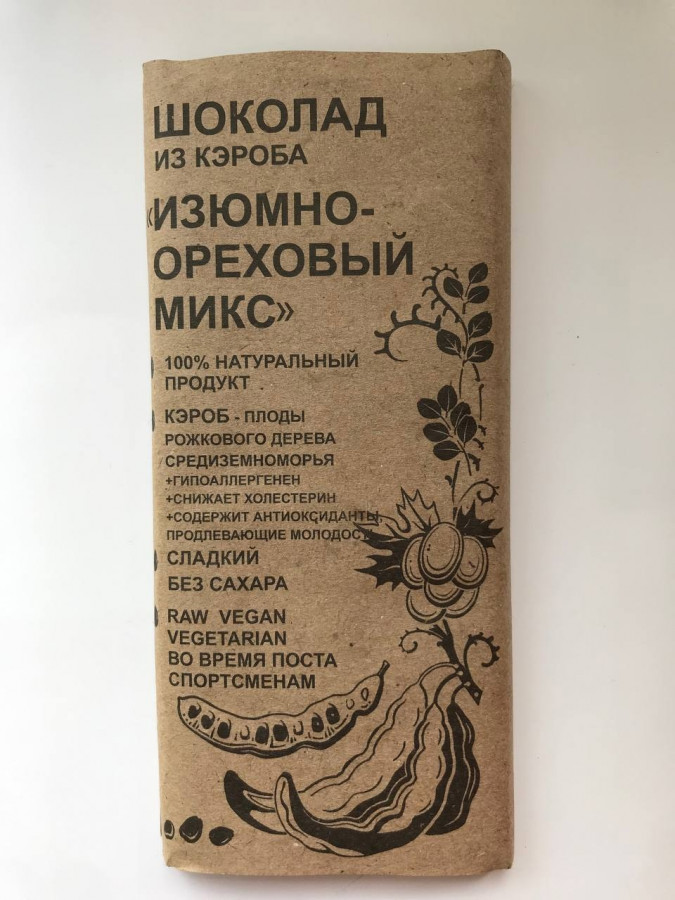 ШОКОЛАД
ИЗ КЭРОБА
«ИЗЮМНО-
ОРЕХОВЫЙ
МИКС»
100% НАТУРАЛЬНЫЙ
ПРОДУКТ
КЭРОБ - ПЛОДЫ
РОЖКОВОГО ДЕРЕВА
СРЕДИЗЕМНОМОРЬЯ
+ГИПОАЛЛЕРГЕНЕН
+СНИЖАЕТ ХОЛЕСТЕРИН
+СОДЕРЖИТ АНТИОКСИДАНТЫ,
ПРОДЛЕВАЮЩИЕ МОЛОДОСТЬ
СЛАДКИЙ
БЕЗ САХАРА
RAW VEGAN
VEGETARIAN
ВО ВРЕМЯ ПОСТА
СПОРТСМЕНАМ